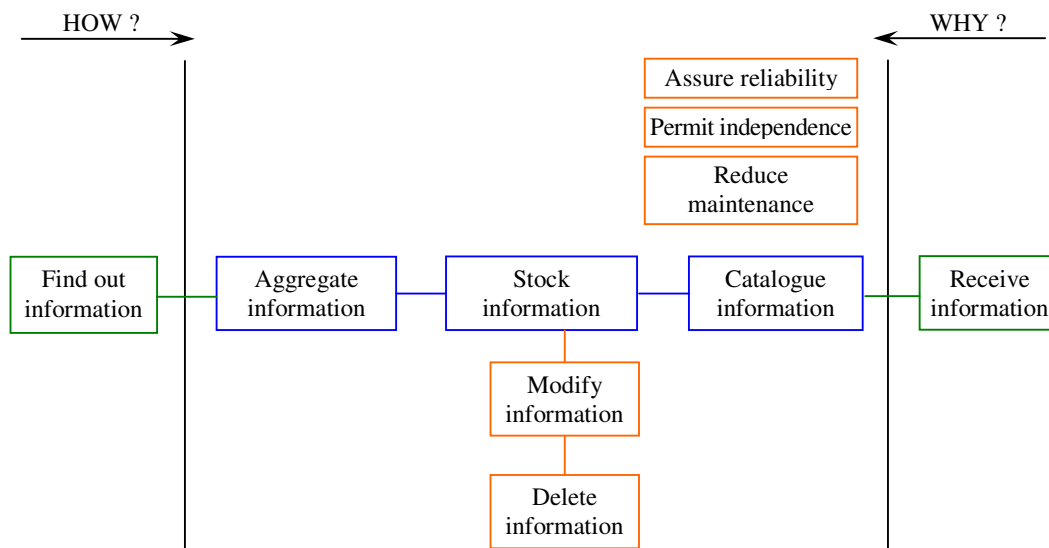 HOW ?
WHY ?
Assure reliability
Permit independence
Reduce
maintenance
Find out
information
Aggregate
information
Stock
information
Catalogue
information
Receive
information
Modify
information
Delete
information